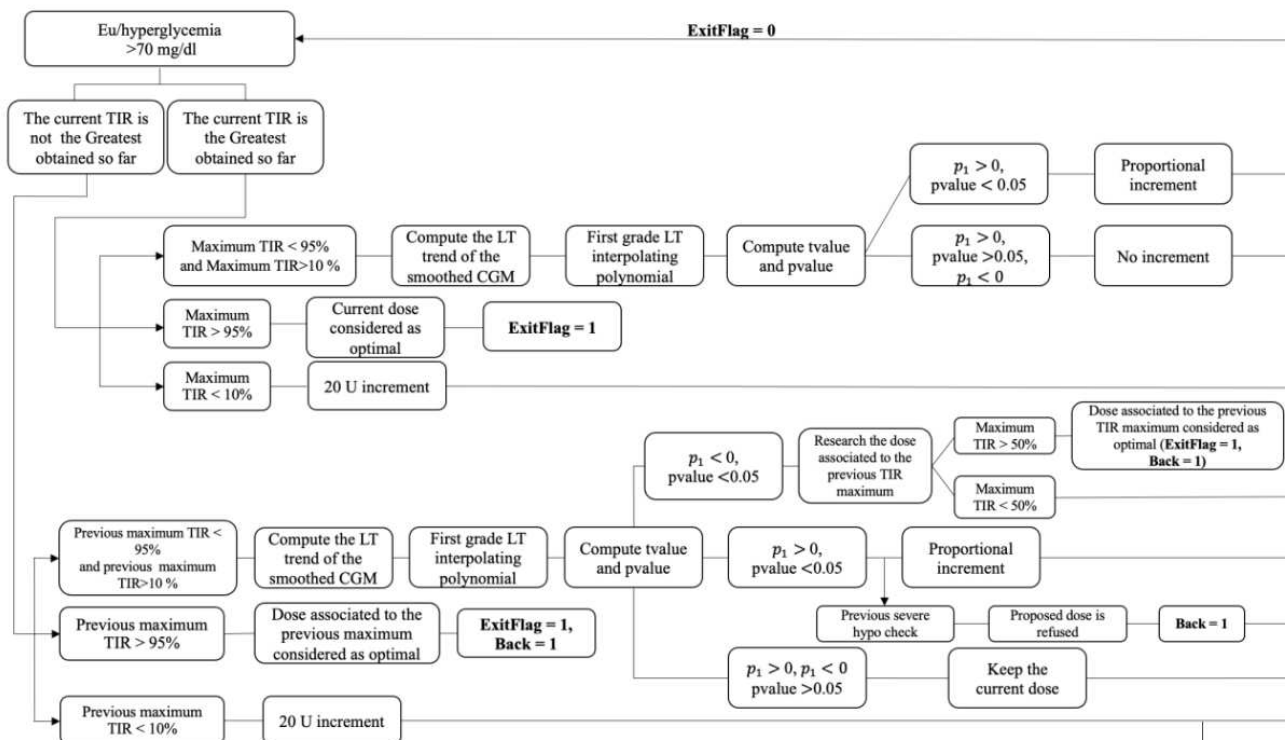 Eu/hyperglycemia
>70 mg/dl
ExitFlag = 0
The current TIR is
not the Greatest
obtained so far
The current TIR is
the Greatest
obtained so far
p₁ > 0,
pvalue < 0.05
Proportional
increment
Maximum TIR < 95%
and Maximum TIR>10 %
Compute the LT
trend of the
smoothed CGM
First grade LT
interpolating
polynomial
Compute tvalue
and pvalue
p₁ > 0,
pvalue >0.05,
p₁ < 0
No increment
Maximum
TIR > 95%
Current dose
considered as
optimal
ExitFlag = 1
Maximum
TIR < 10%
20 U increment
p₁ < 0,
pvalue <0.05
Research the dose
associated to the
previous TIR
maximum
Maximum
TIR > 50%
Dose associated to the previous
TIR maximum considered as
optimal (ExitFlag = 1,
Back = 1)
Maximum
TIR < 50%
Previous maximum TIR <
95%
and previous maximum
TIR>10 %
Compute the LT
trend of the
smoothed CGM
First grade LT
interpolating
polynomial
Compute tvalue
and pvalue
p₁ > 0,
pvalue <0.05
Proportional
increment
Previous severe
hypo check
Proposed dose is
refused
Back = 1
Previous maximum
TIR > 95%
Dose associated to the
previous maximum
considered as optimal
ExitFlag = 1,
Back = 1
p₁ > 0, p₁ < 0
pvalue >0.05
Keep the
current dose
Previous maximum
TIR < 10%
20 U increment